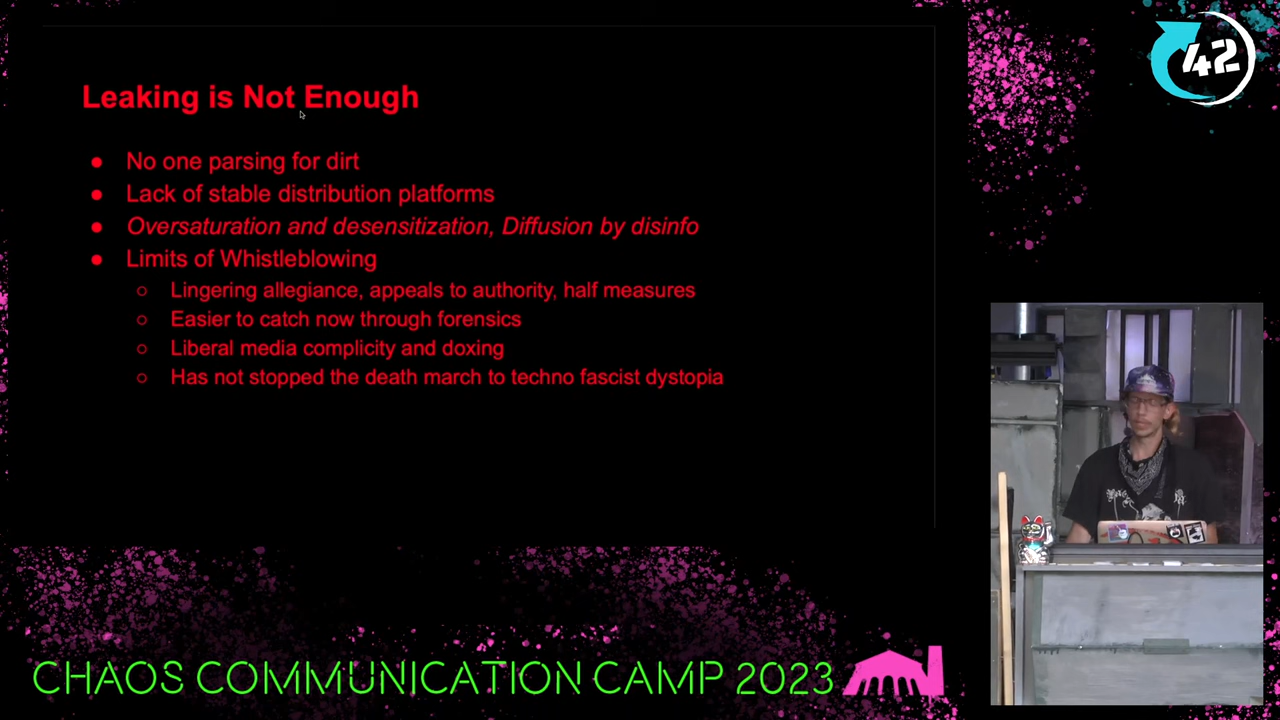 42
Leaking is Not Enough
● No one parsing for dirt
● Lack of stable distribution platforms
● Oversaturation and desensitization, Diffusion by disinfo
● Limits of Whistleblowing
○ Lingering allegiance, appeals to authority, half measures
○ Easier to catch now through forensics
○ Liberal media complicity and doxing
○ Has not stopped the death march to techno fascist dystopia
CHAOS COMMUNICATION CAMP 2023